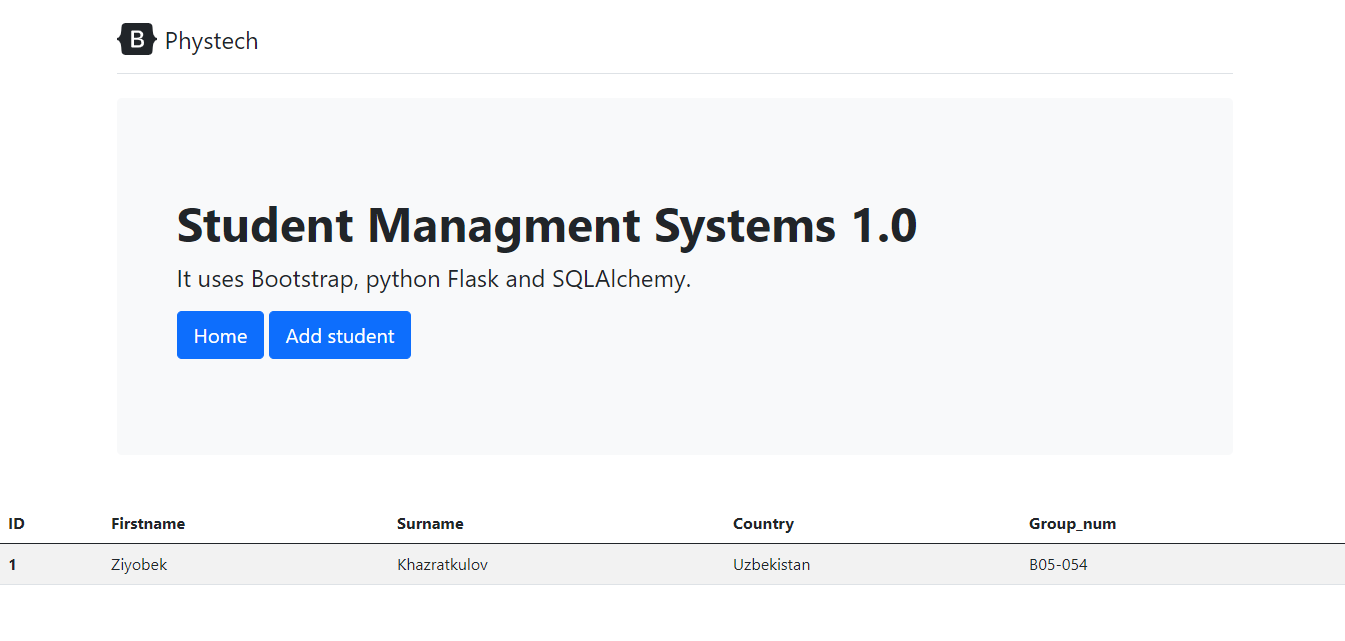 B Phystech
Student Managment Systems 1.0
It uses Bootstrap, python Flask and SQLAlchemy.
Home Add student
ID Firstname Surname Country Group_num
1 Ziyobek Khazratkulov Uzbekistan B05-054